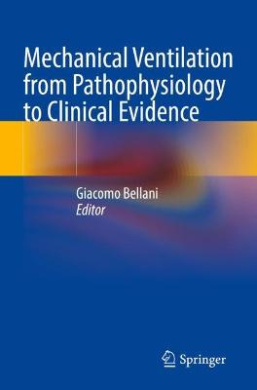 Mechanical Ventilation
from Pathophysiology
to Clinical Evidence
Giacomo Bellani
Editor
Springer